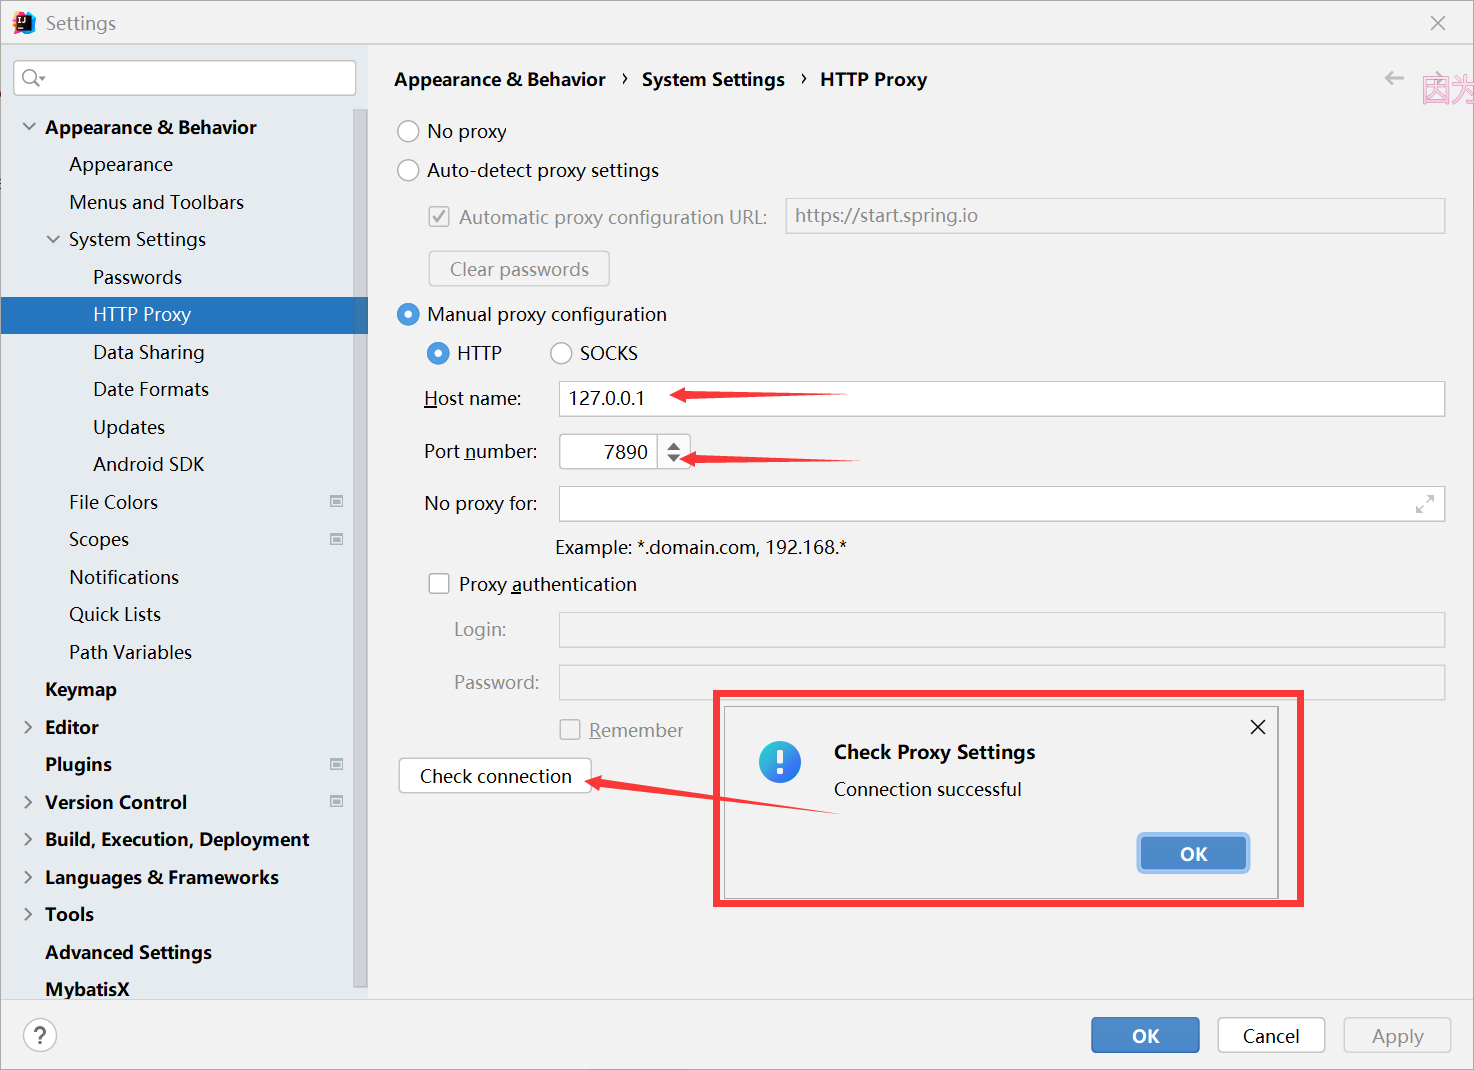 Settings
Appearance & Behavior
Appearance
Menus and Toolbars
System Settings
Passwords
HTTP Proxy
Data Sharing
Date Formats
Updates
Android SDK
File Colors
Scopes
Notifications
Quick Lists
Path Variables
Keymap
Editor
Plugins
Version Control
Build, Execution, Deployment
Languages & Frameworks
Tools
Advanced Settings
MybatisX
Appearance & Behavior › System Settings › HTTP Proxy
因为
No proxy
Auto-detect proxy settings
Automatic proxy configuration URL: https://start.spring.io
Clear passwords
Manual proxy configuration
HTTP SOCKS
Host name: 127.0.0.1
Port number: 7890
No proxy for:
Example: *.domain.com, 192.168.*
Proxy authentication
Login:
Password:
Remember
Check connection
Check Proxy Settings
Connection successful
OK
?
OK Cancel Apply